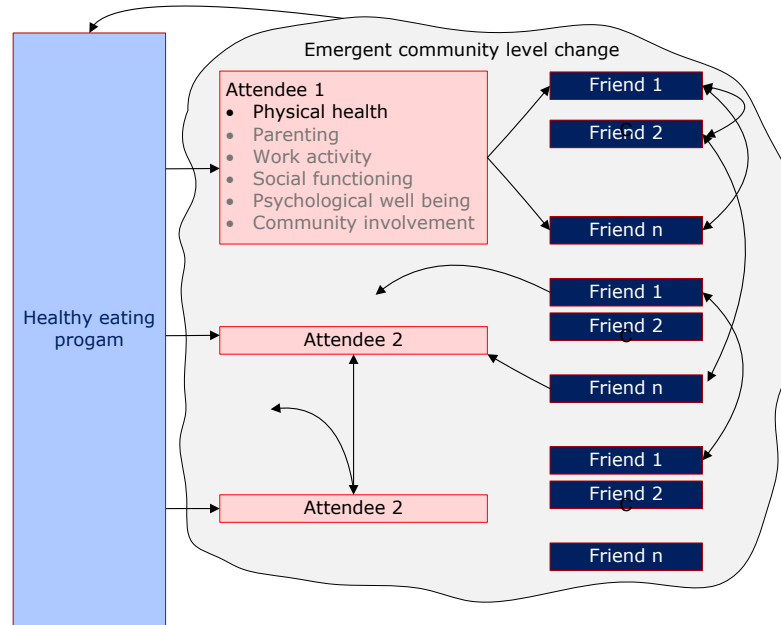 Emergent community level change
Attendee 1
• Physical health
• Parenting
• Work activity
• Social functioning
• Psychological well being
• Community involvement
Friend 1
Friend 2
Friend n
Healthy eating
progam
Friend 1
Friend 2
Attendee 2
Friend n
Friend 1
Friend 2
Attendee 2
Friend n